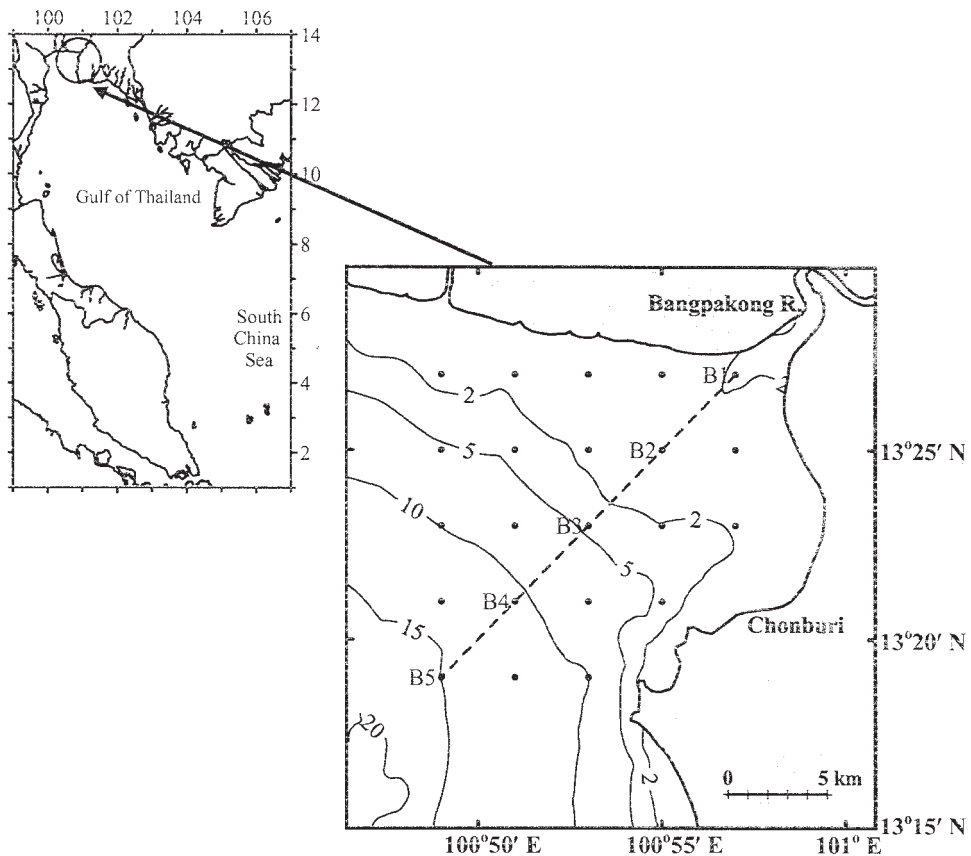 100 102 104 106
14
12
10
8
6
4
2
Gulf of Thailand
South
China
Sea
Bangpakong R.
B1
2
2
B2
13°25' N
5
10
B3
2
5
B4
15
Chonburi
13°20' N
B5
20
2
0 5 km
13°15' N
100°50' E 100°55' E 101° E